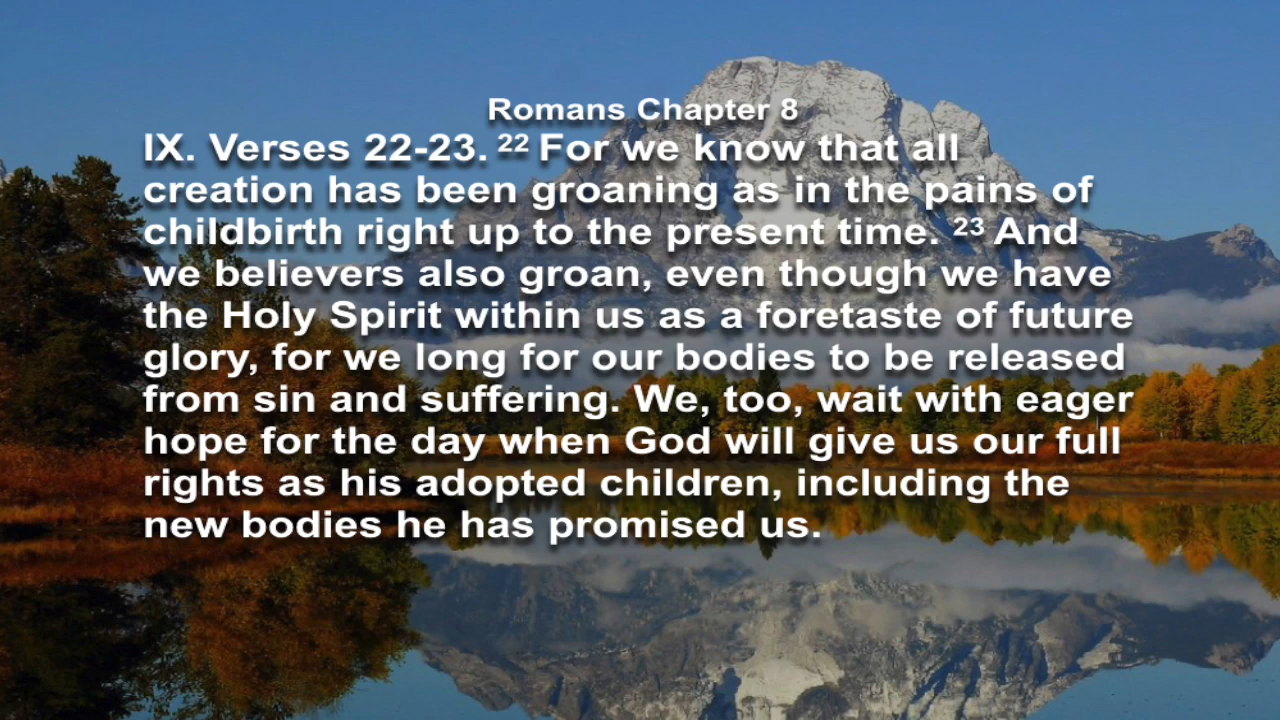 Romans Chapter 8
IX. Verses 22-23. ²² For we know that all
creation has been groaning as in the pains of
childbirth right up to the present time. ²³ And
we believers also groan, even though we have
the Holy Spirit within us as a foretaste of future
glory, for we long for our bodies to be released
from sin and suffering. We, too, wait with eager
hope for the day when God will give us our full
rights as his adopted children, including the
new bodies he has promised us.